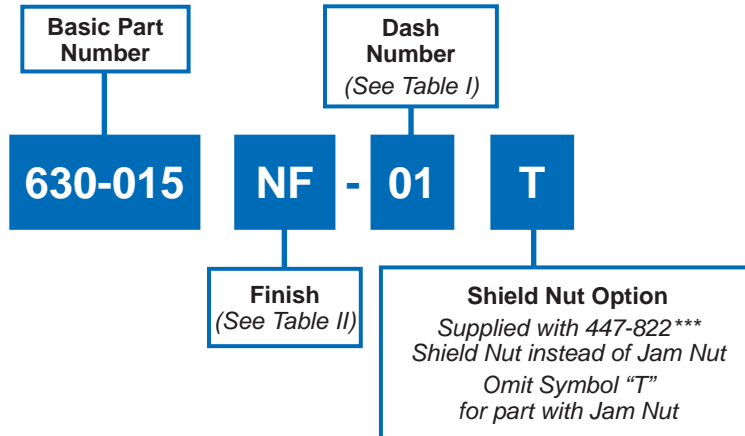 Basic Part
Number
Dash
Number
(See Table I)
630-015 NF - 01 T
Finish
(See Table II)
Shield Nut Option
Supplied with 447-822***
Shield Nut instead of Jam Nut
Omit Symbol “T”
for part with Jam Nut